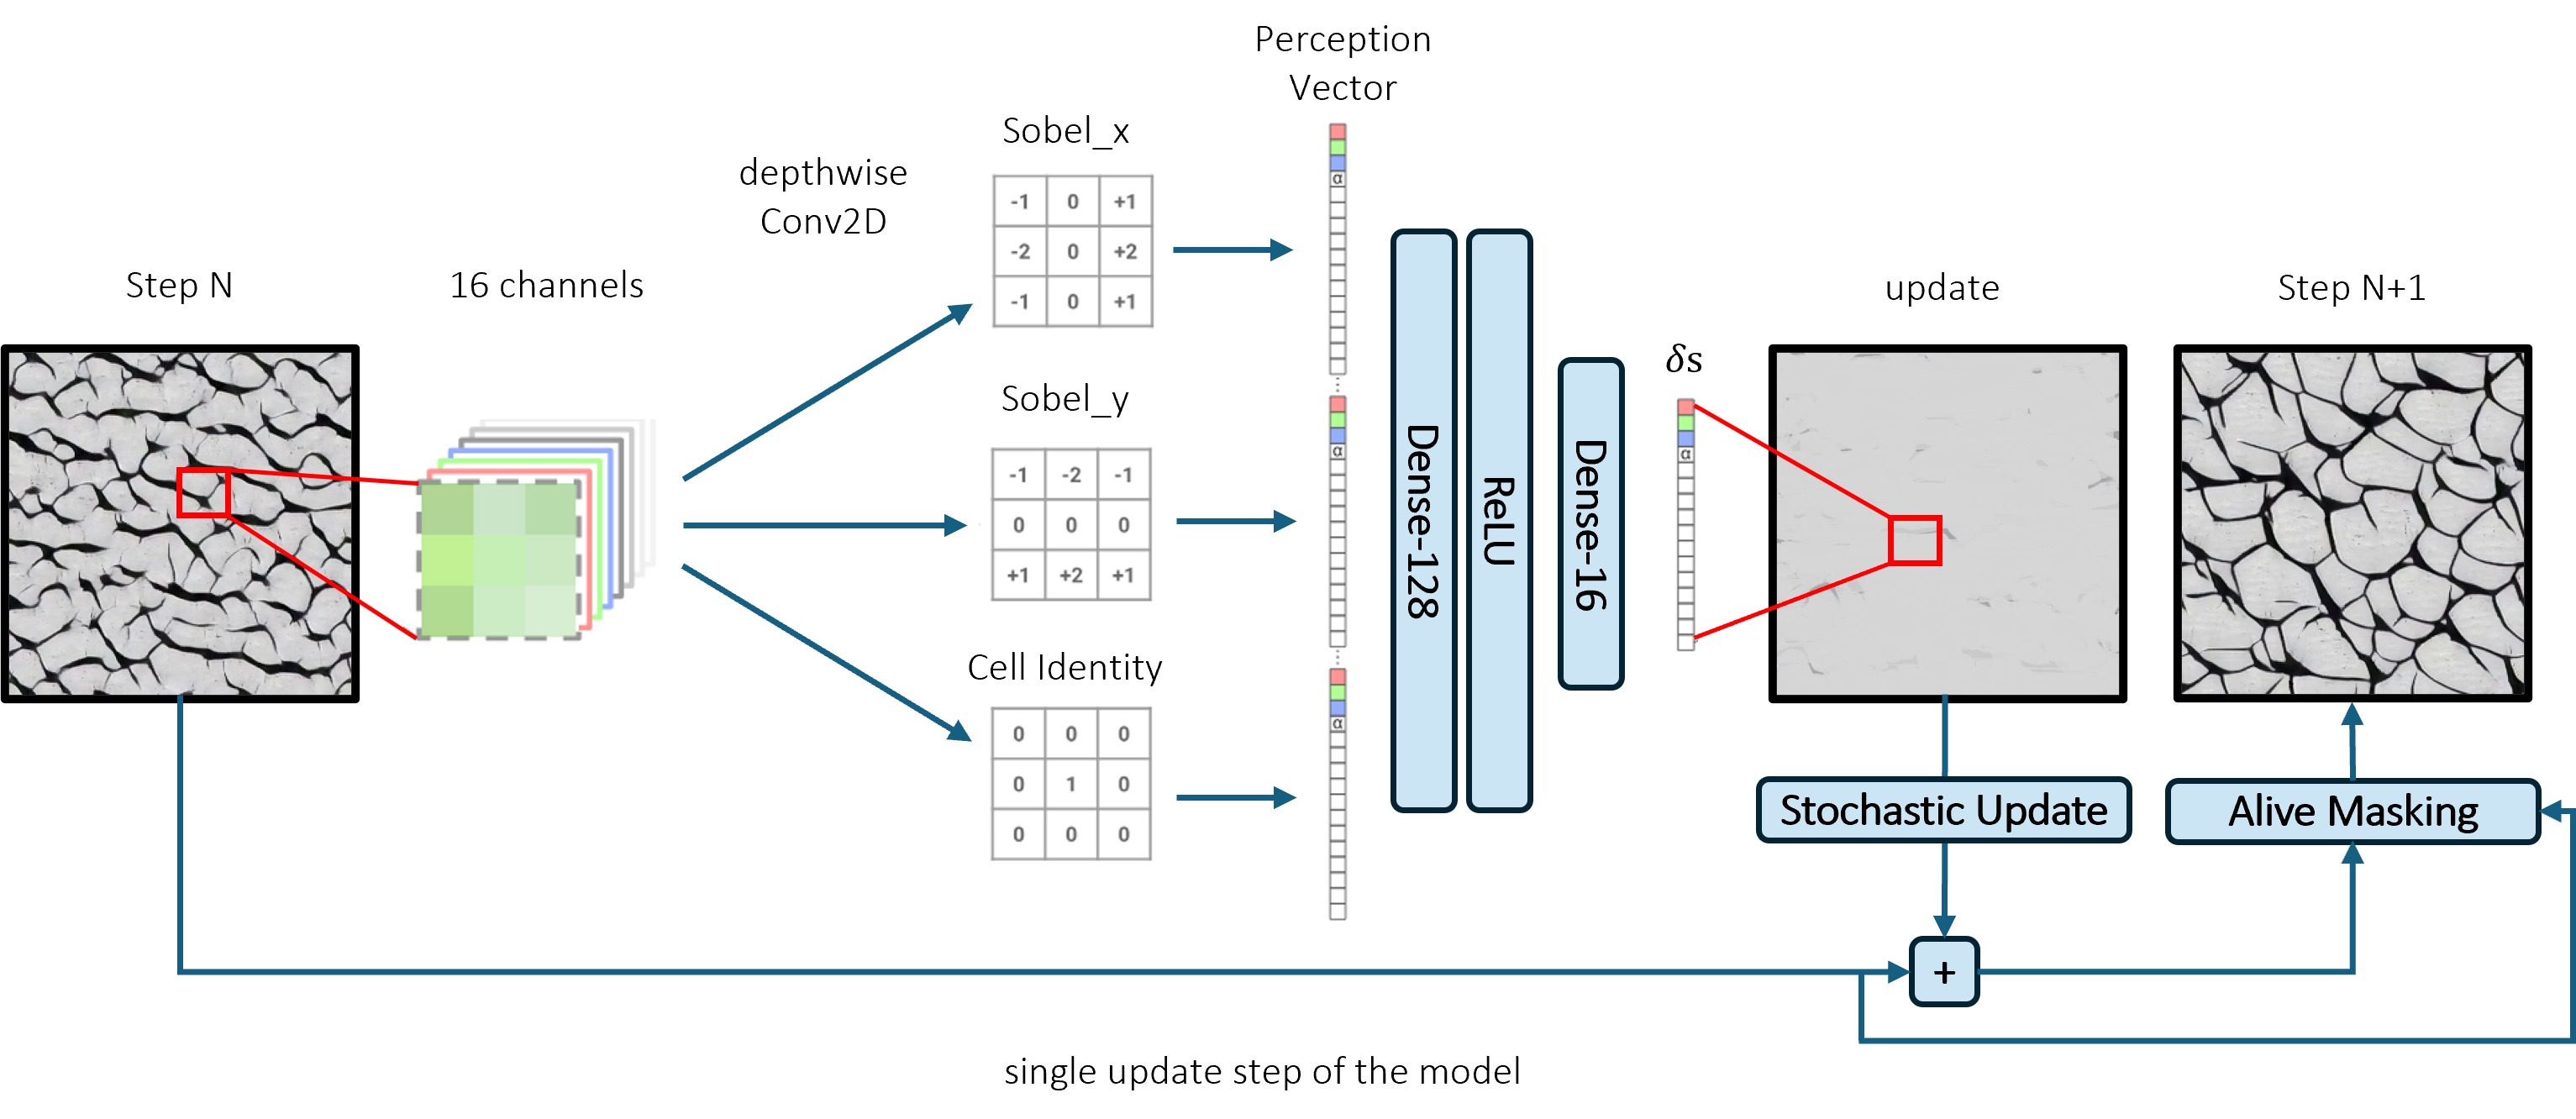 Perception
Vector
Sobel_x
depthwise
Conv2D
-1 0 +1
-2 0 +2
-1 0 +1
Step N
16 channels
Sobel_y
-1 -2 -1
0 0 0
+1 +2 +1
Cell Identity
0 0 0
0 1 0
0 0 0
α
α
α
Dense-128
ReLU
Dense-16
δs
α
update
Step N+1
Stochastic Update
Alive Masking
+
single update step of the model